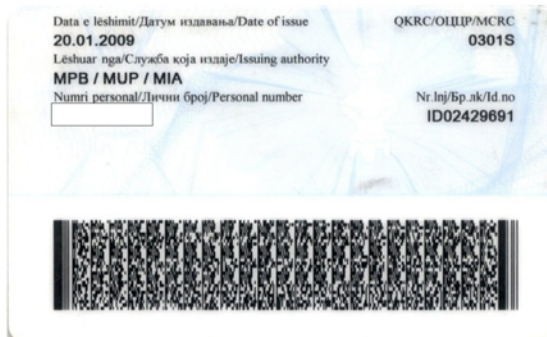 Data e lëshimit/Датум издавања/Date of issue
20.01.2009
QKRC/ОЦЦР/MCRC
0301S
Lëshuar nga/Служба која издаје/Issuing authority
MPB / MUP / MIA
Numri personal/Лични број/Personal number
Nr.lnj/Бр.лк/Id.no
ID02429691